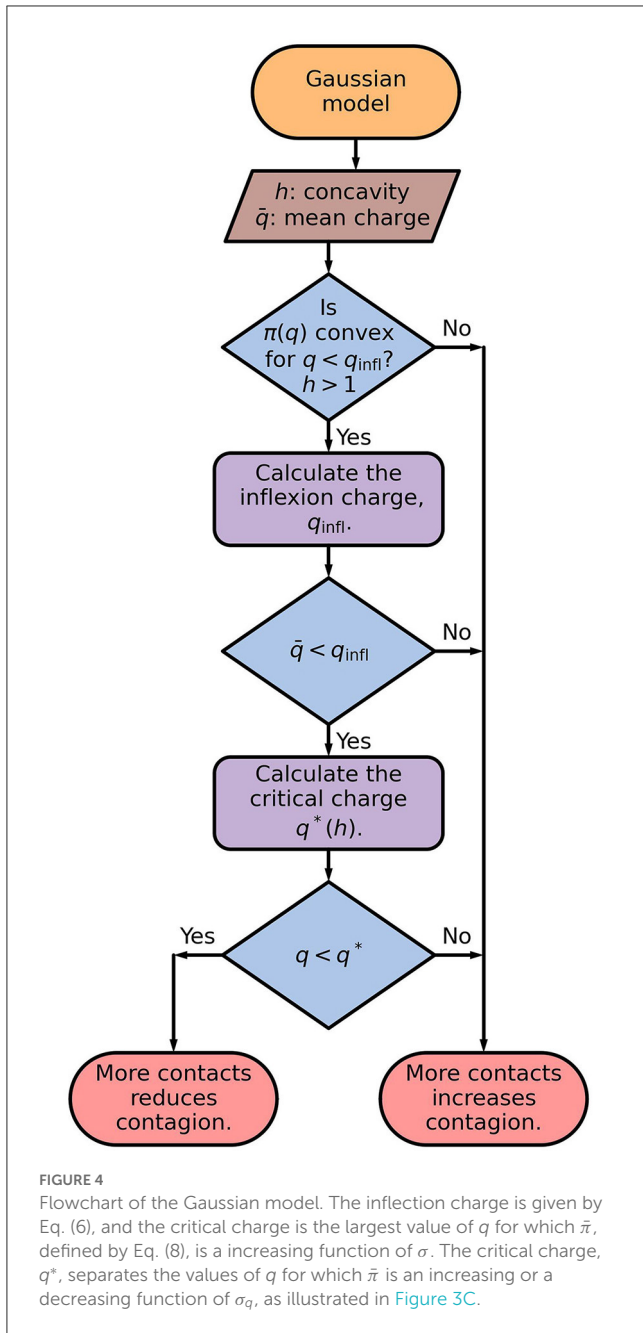 Gaussian
model
h: concavity
q̄: mean charge
Is
π(q) convex
for q < q_infl?
h > 1
No
Yes
Calculate the
inflexion charge,
q_infl.
q̄ < q_infl
No
Yes
Calculate the
critical charge
q*(h).
Yes
q < q*
No
More contacts
reduces
contagion.
More contacts
increases
contagion.
FIGURE 4
Flowchart of the Gaussian model. The inflection charge is given by
Eq. (6), and the critical charge is the largest value of q for which π̄,
defined by Eq. (8), is a increasing function of σ. The critical charge,
q*, separates the values of q for which π̄ is an increasing or a
decreasing function of σ_q, as illustrated in Figure 3C.